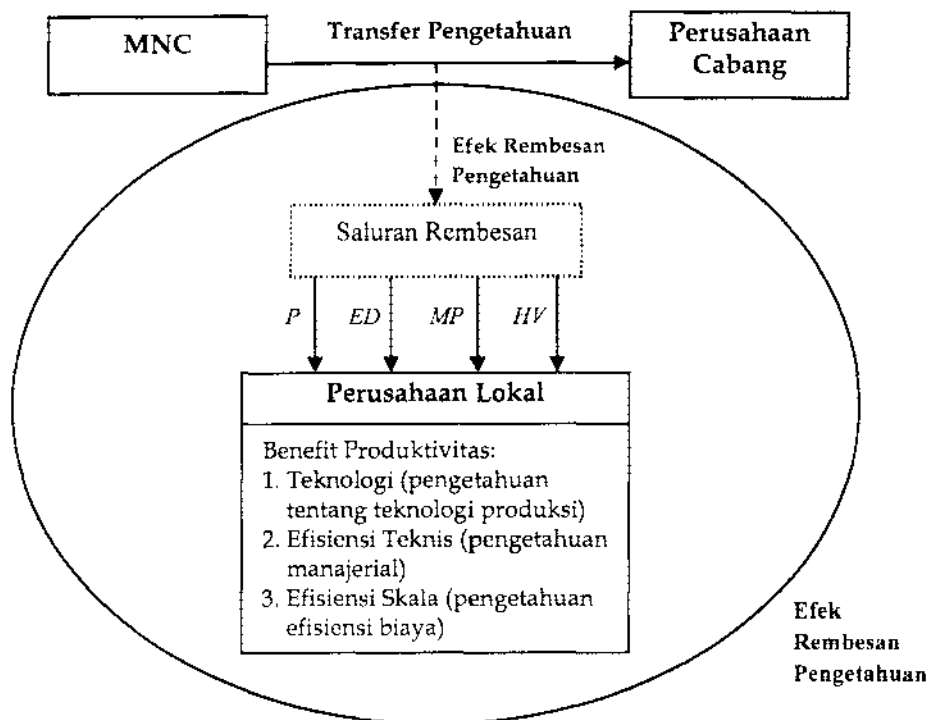 MNC
Transfer Pengetahuan
Perusahaan
Cabang
Efek Rembesan
Pengetahuan
Saluran Rembesan
P
ED
MP
HV
Perusahaan Lokal
Benefit Produktivitas:
1. Teknologi (pengetahuan
tentang teknologi produksi)
2. Efisiensi Teknis (pengetahuan
manajerial)
3. Efisiensi Skala (pengetahuan
efisiensi biaya)
Efek
Rembesan
Pengetahuan